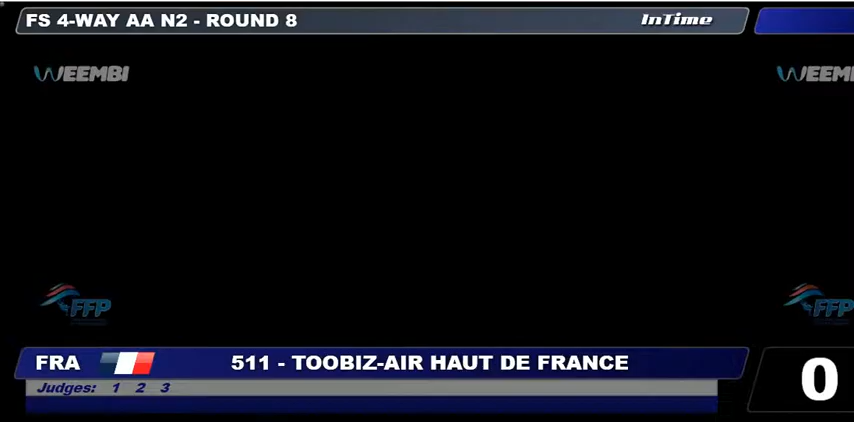 FS 4-WAY AA N2 - ROUND 8
InTime
WEEMBI
WEEMB
FFP
FFP
FRA
511 - TOOBIZ-AIR HAUT DE FRANCE
0
Judges: 1 2 3